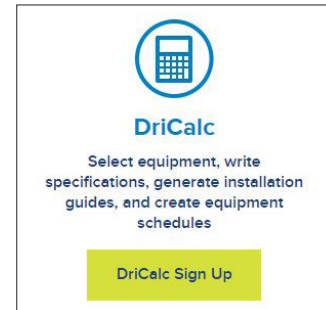 DriCalc
Select equipment, write
specifications, generate installation
guides, and create equipment
schedules
DriCalc Sign Up